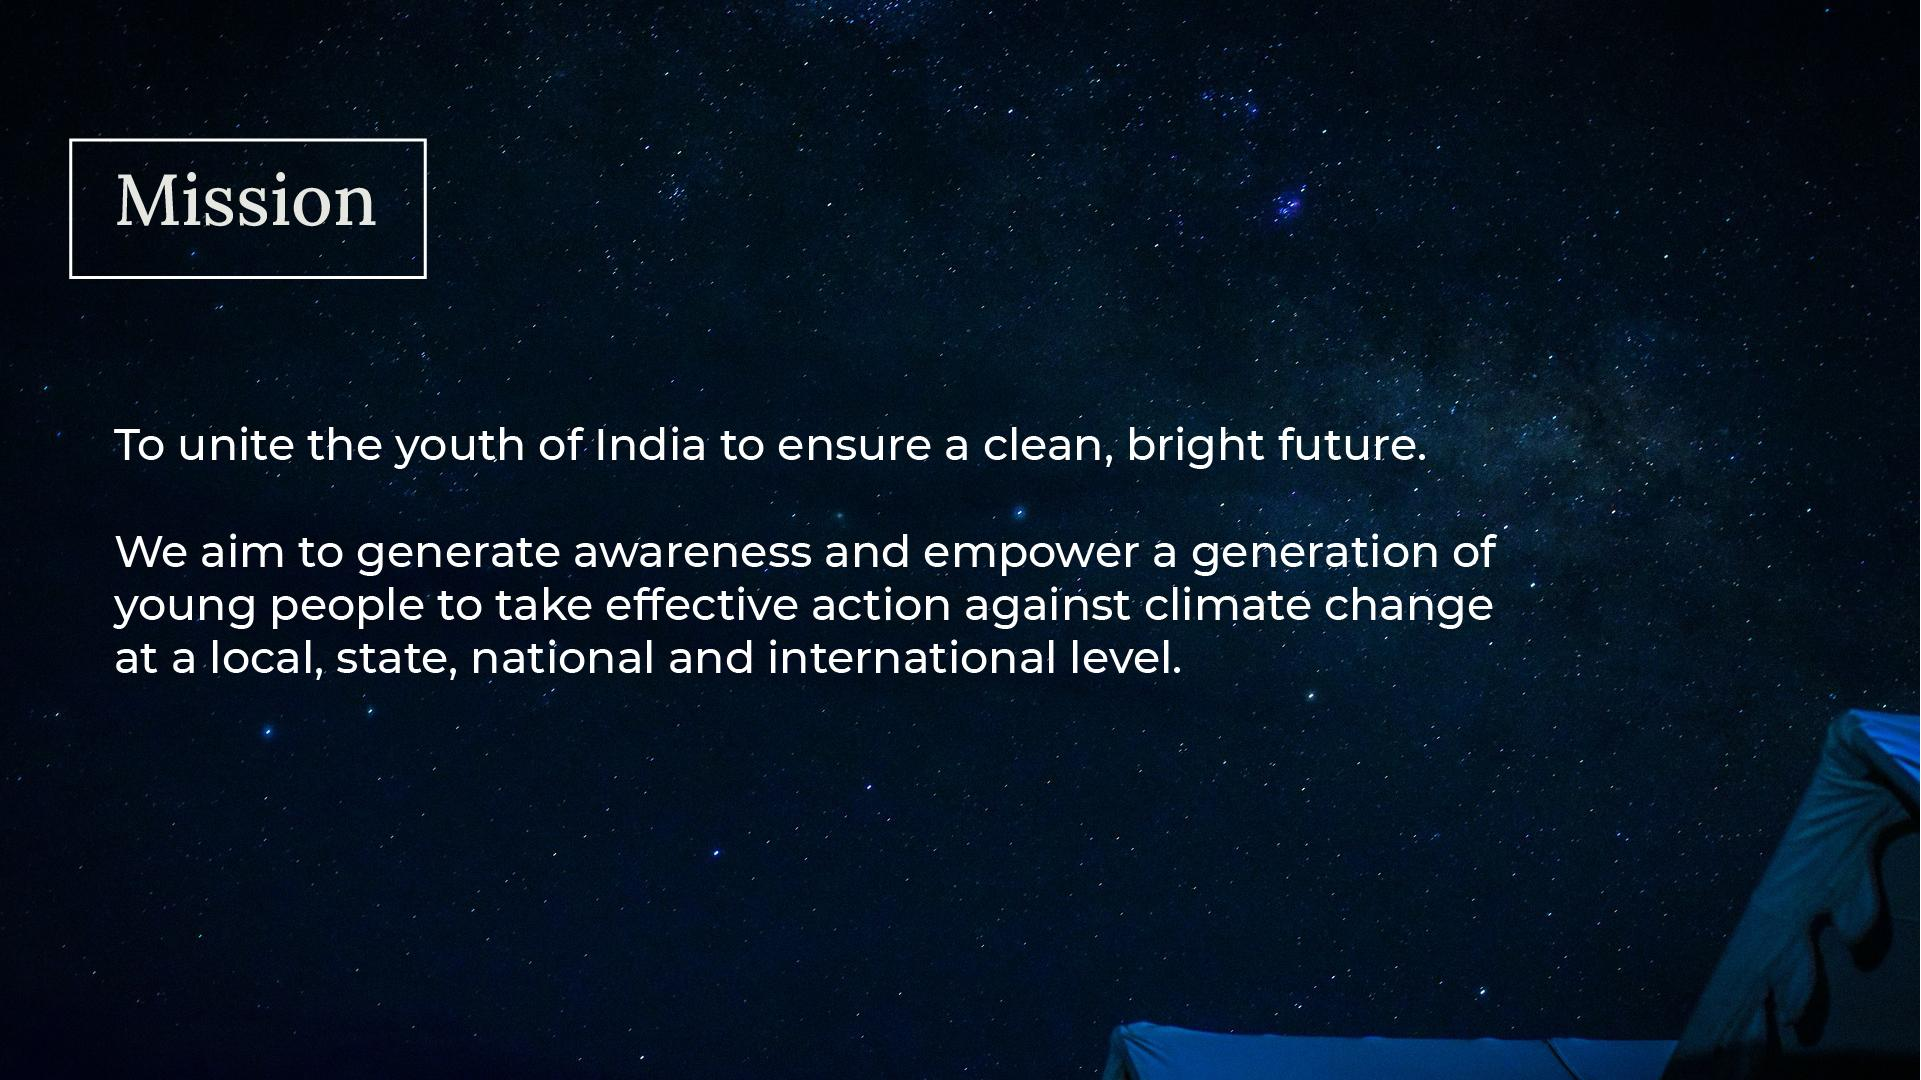 Mission
To unite the youth of India to ensure a clean, bright future.
We aim to generate awareness and empower a generation of
young people to take effective action against climate change
at a local, state, national and international level.